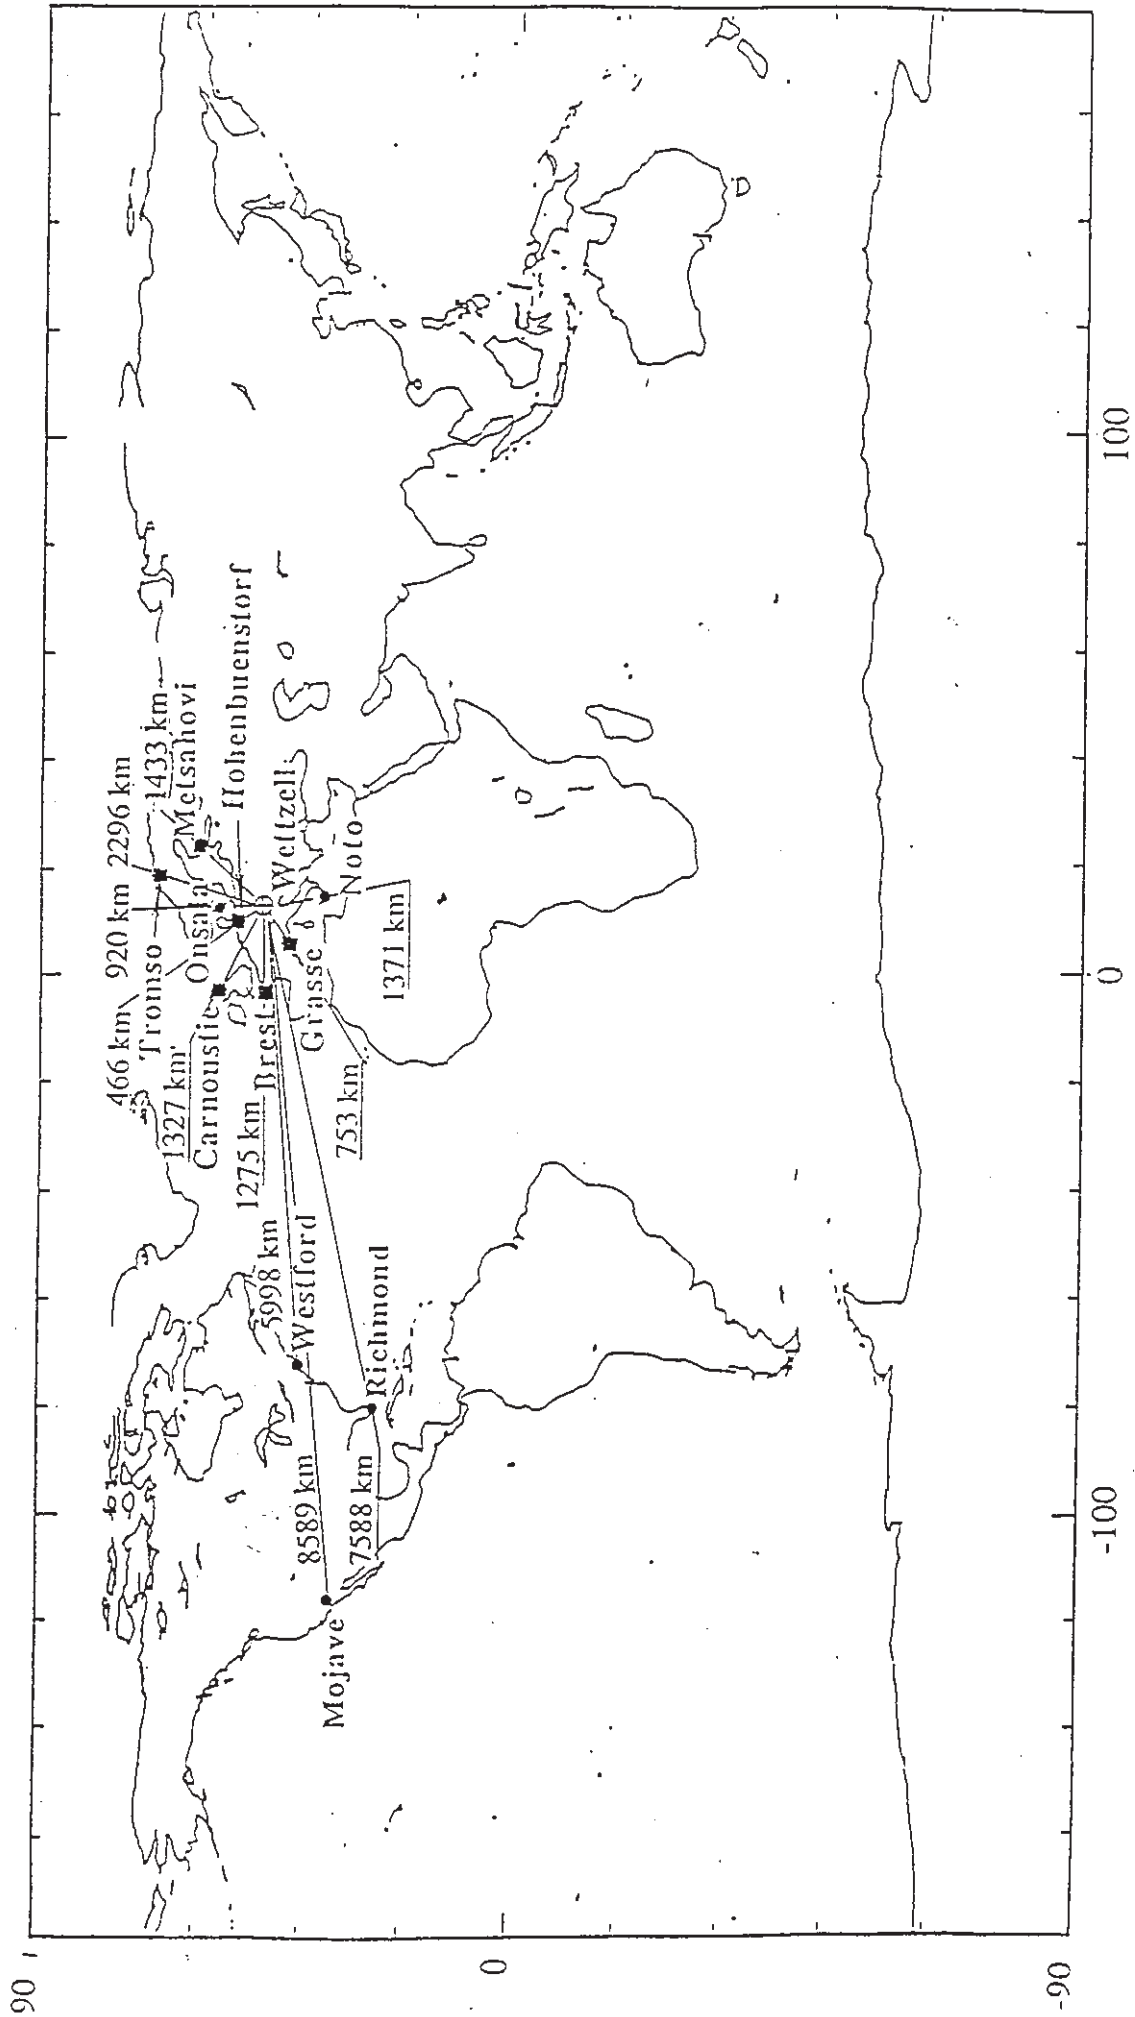 90
0
-90
-100
0
100
466 km
920 km
2296 km
1433 km
Tromso
Onsala
Metsahovi
Hohenbuenstorf
1327 km
Carnoustie
1275 km
Brest
Wettzell
Grasse
Noto
753 km
1371 km
5998 km
Westford
Richmond
8589 km
7588 km
Mojave